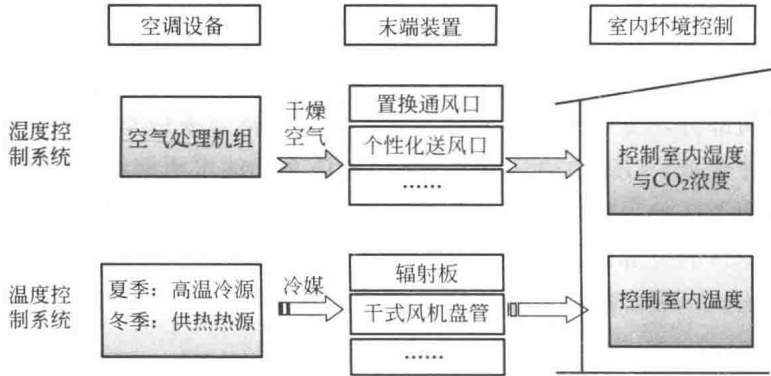 空调设备
末端装置
室内环境控制
湿度控
制系统
空气处理机组
干燥
空气
置换通风口
个性化送风口
……
控制室内湿度
与CO₂浓度
温度控
制系统
夏季：高温冷源
冬季：供热热源
冷媒
辐射板
干式风机盘管
……
控制室内温度